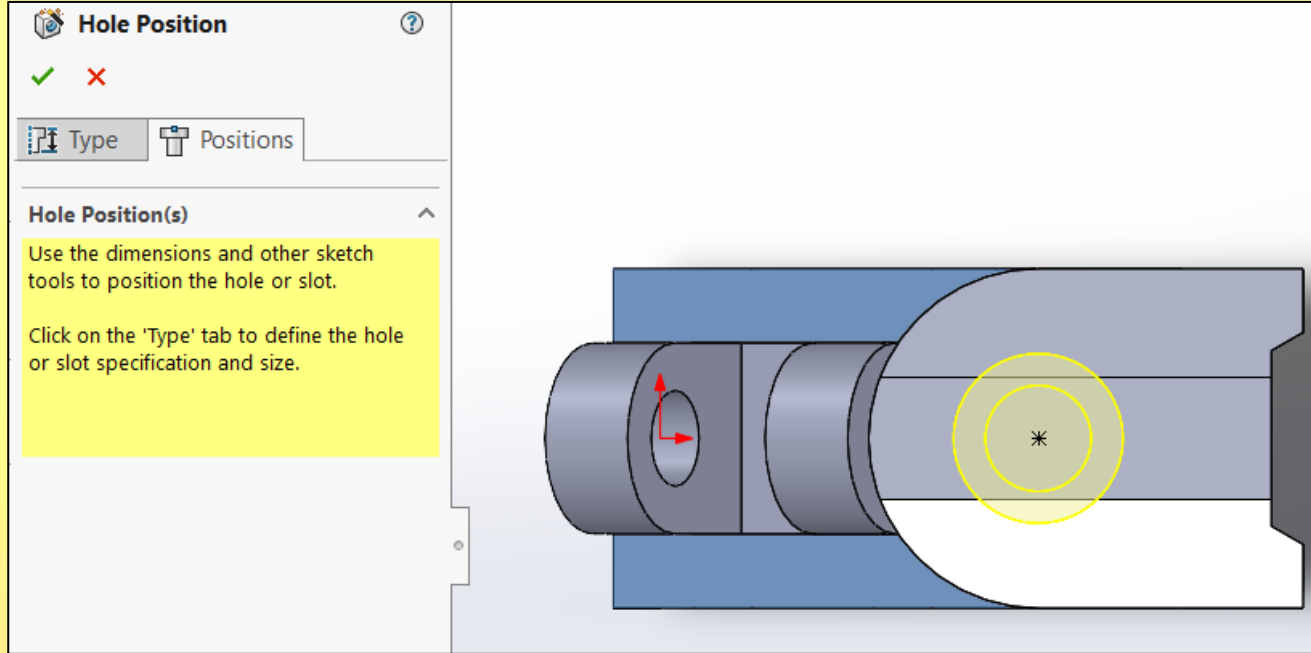 Hole Position
Type
Positions
Hole Position(s)
Use the dimensions and other sketch
tools to position the hole or slot.
Click on the 'Type' tab to define the hole
or slot specification and size.